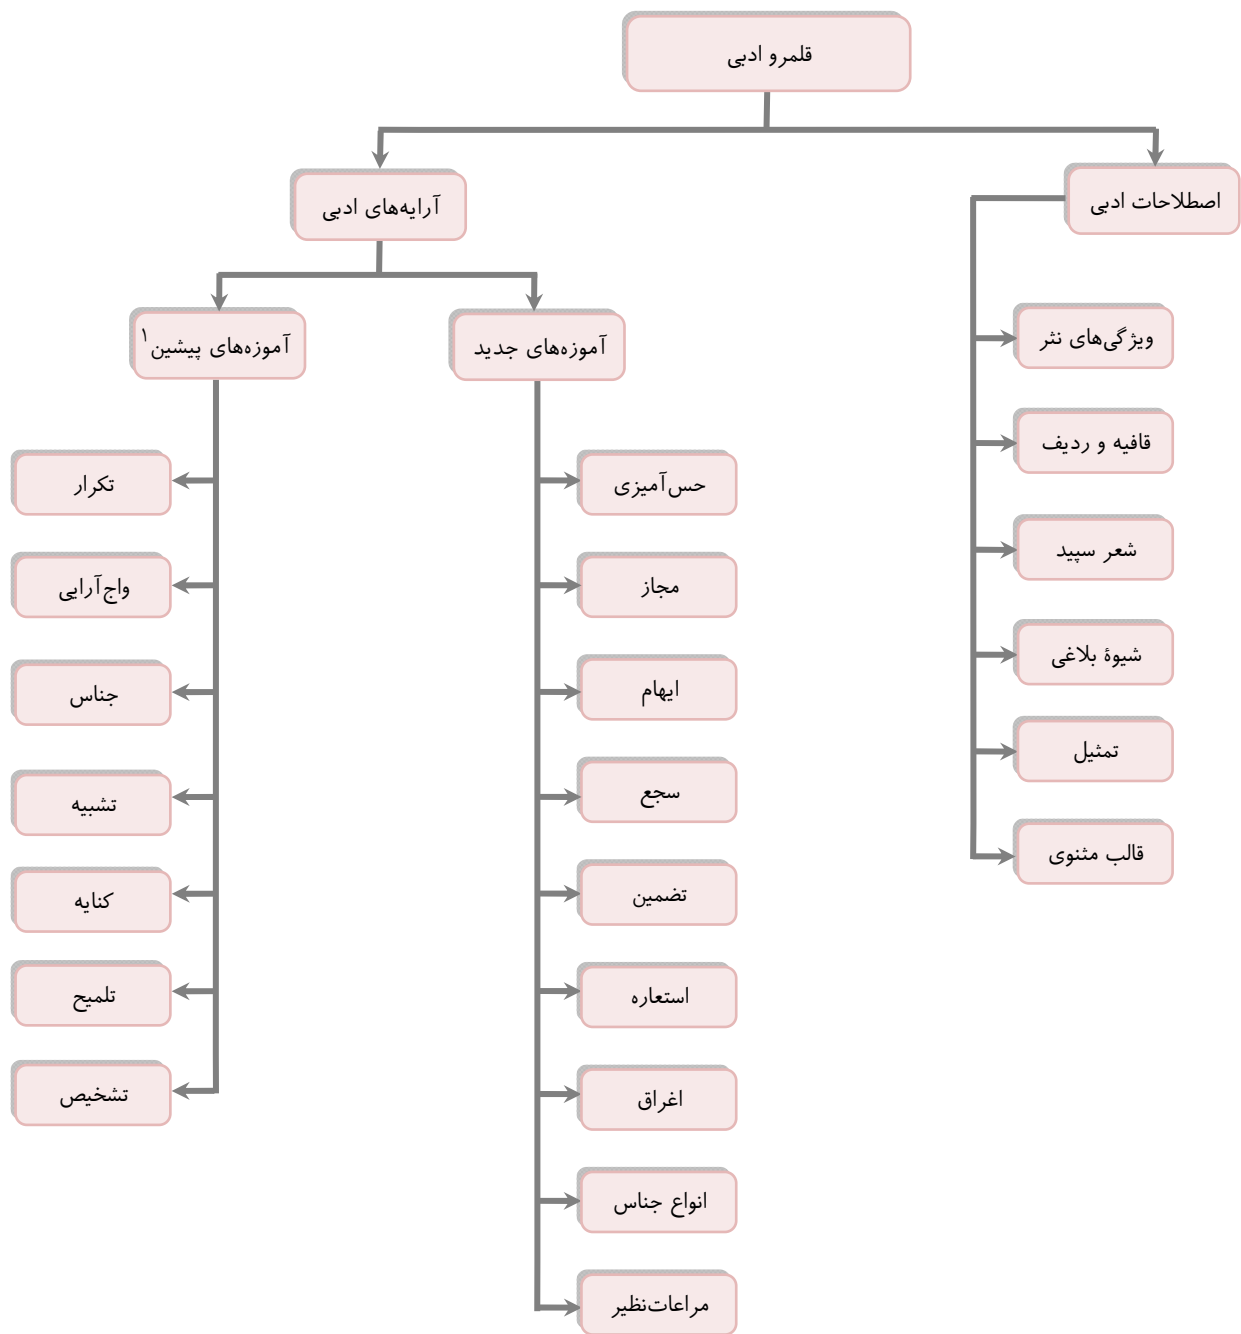 قلمرو ادبی
اصطلاحات ادبی
ویژگی‌های نثر
قافیه و ردیف
شعر سپید
شیوۀ بلاغی
تمثیل
قالب مثنوی
آرایه‌های ادبی
آموزه‌های جدید
حس‌آمیزی
مجاز
ایهام
سجع
تضمین
استعاره
اغراق
انواع جناس
مراعات‌نظیر
آموزه‌های پیشین۱
تکرار
واج‌آرایی
جناس
تشبیه
کنایه
تلمیح
تشخیص